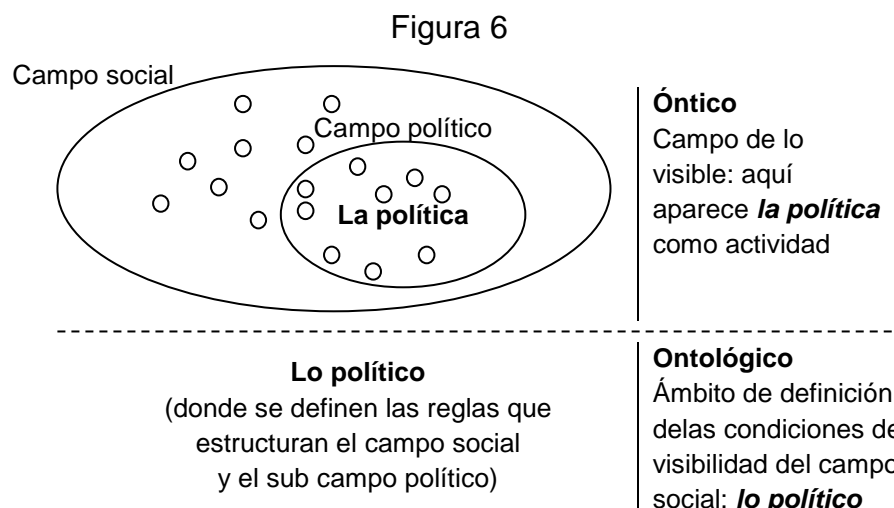 Figura 6
Campo social
Campo político
La política
Óntico
Campo de lo
visible: aquí
aparece la política
como actividad
Lo político
(donde se definen las reglas que
estructuran el campo social
y el sub campo político)
Ontológico
Ámbito de definición
delas condiciones de
visibilidad del campo
social: lo político